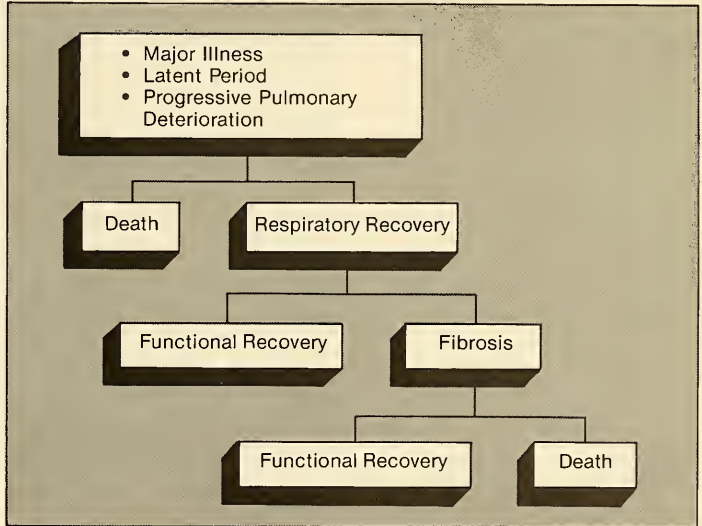 • Major Illness
• Latent Period
• Progressive Pulmonary
Deterioration
Death
Respiratory Recovery
Functional Recovery
Fibrosis
Functional Recovery
Death